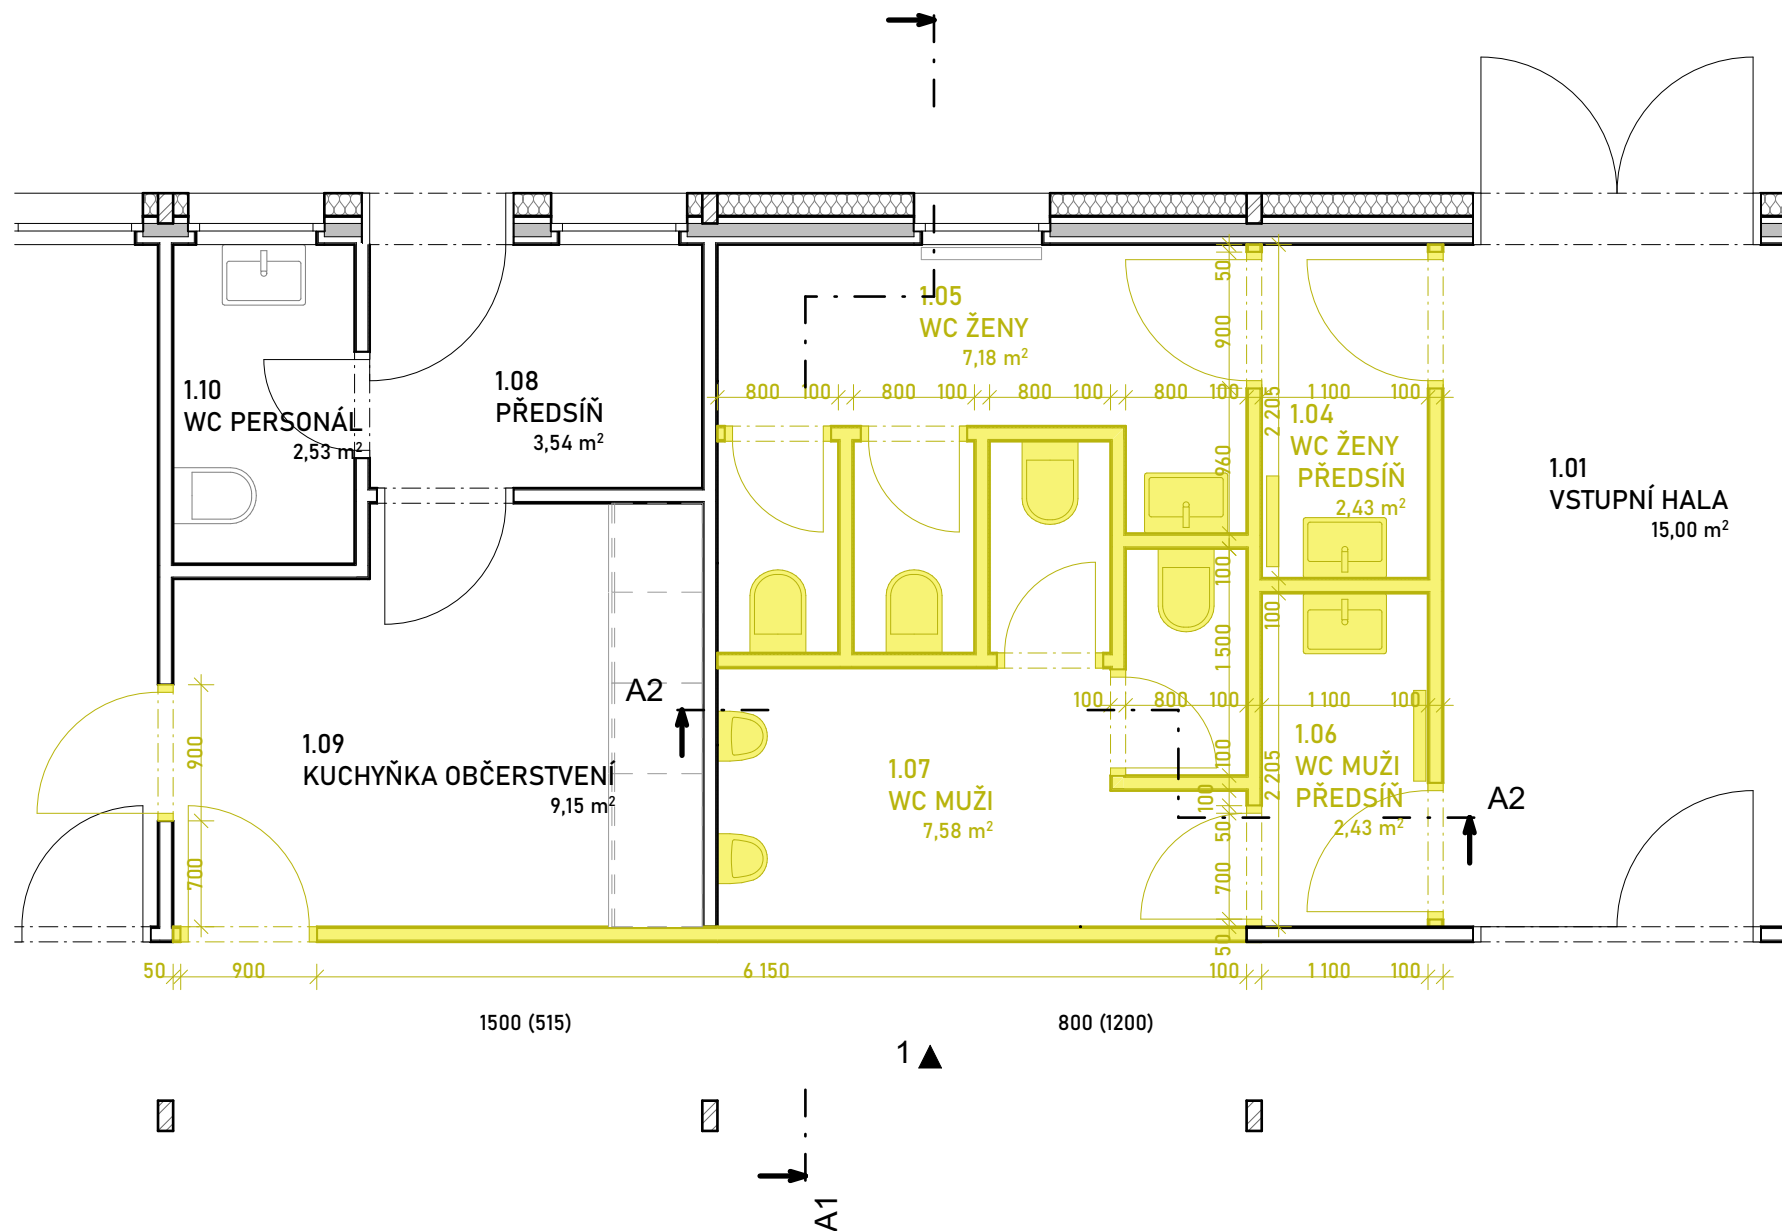 1.05
WC ŽENY
7,18 m²
50
900
960
100
1 500
100
100
50
700
50
2 205
100
2 205
800
100
800
100
800
100
800
100
1 100
100
1.10
WC PERSONÁL
2,53 m²
1.08
PŘEDSÍŇ
3,54 m²
1.04
WC ŽENY
PŘEDSÍŇ
2,43 m²
1.01
VSTUPNÍ HALA
15,00 m²
A2
100
800
100
1 100
100
1.09
KUCHYŇKA OBČERSTVENÍ
9,15 m²
900
700
1.07
WC MUŽI
7,58 m²
1.06
WC MUŽI
PŘEDSÍŇ
2,43 m²
A2
50
900
6 150
100
1 100
100
1500 (515)
800 (1200)
1
A1